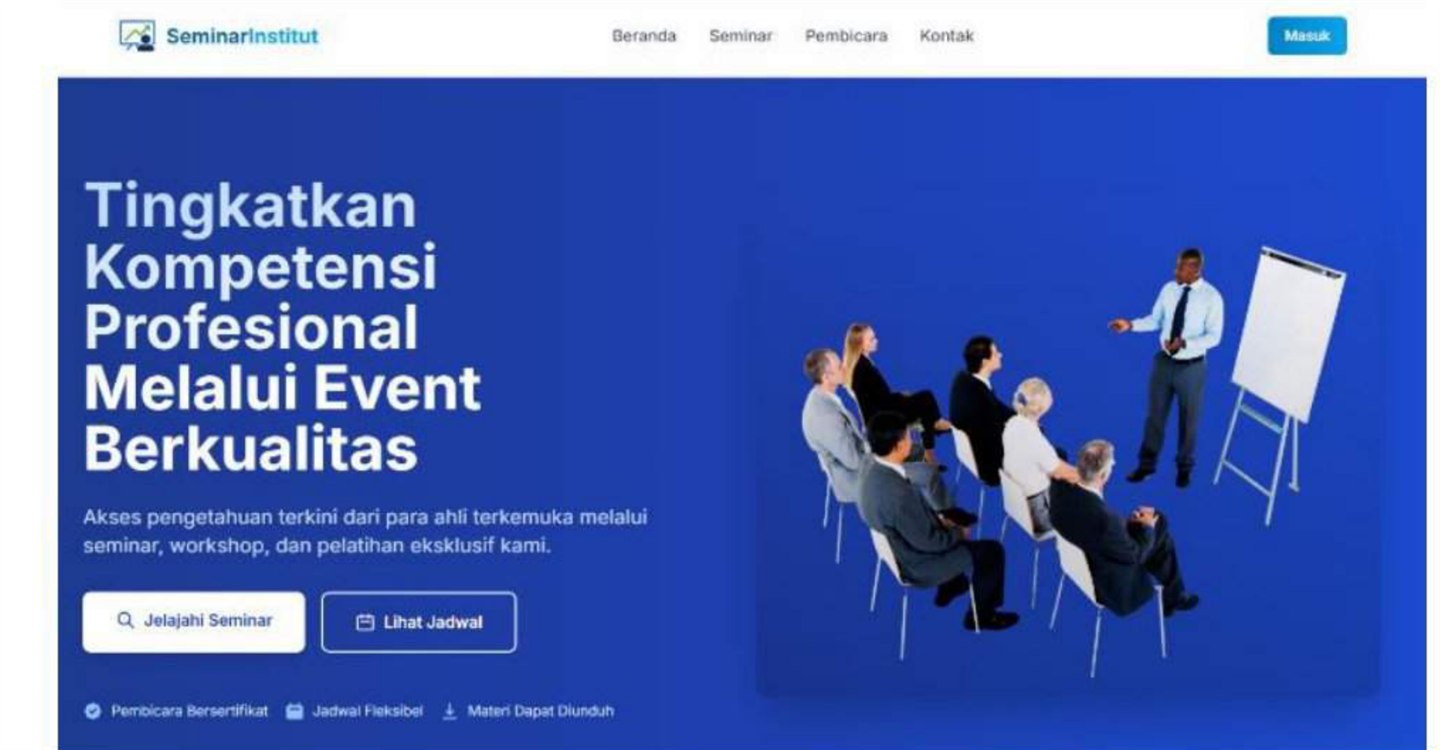 SeminarInstitut
Beranda Seminar Pembicara Kontak
Masuk
Tingkatkan
Kompetensi
Profesional
Melalui Event
Berkualitas
Akses pengetahuan terkini dari para ahli terkemuka melalui
seminar, workshop, dan pelatihan eksklusif kami.
Jelajahi Seminar
Lihat Jadwal
Pembicara Bersertifikat Jadwal Fleksibel Materi Dapat Diunduh